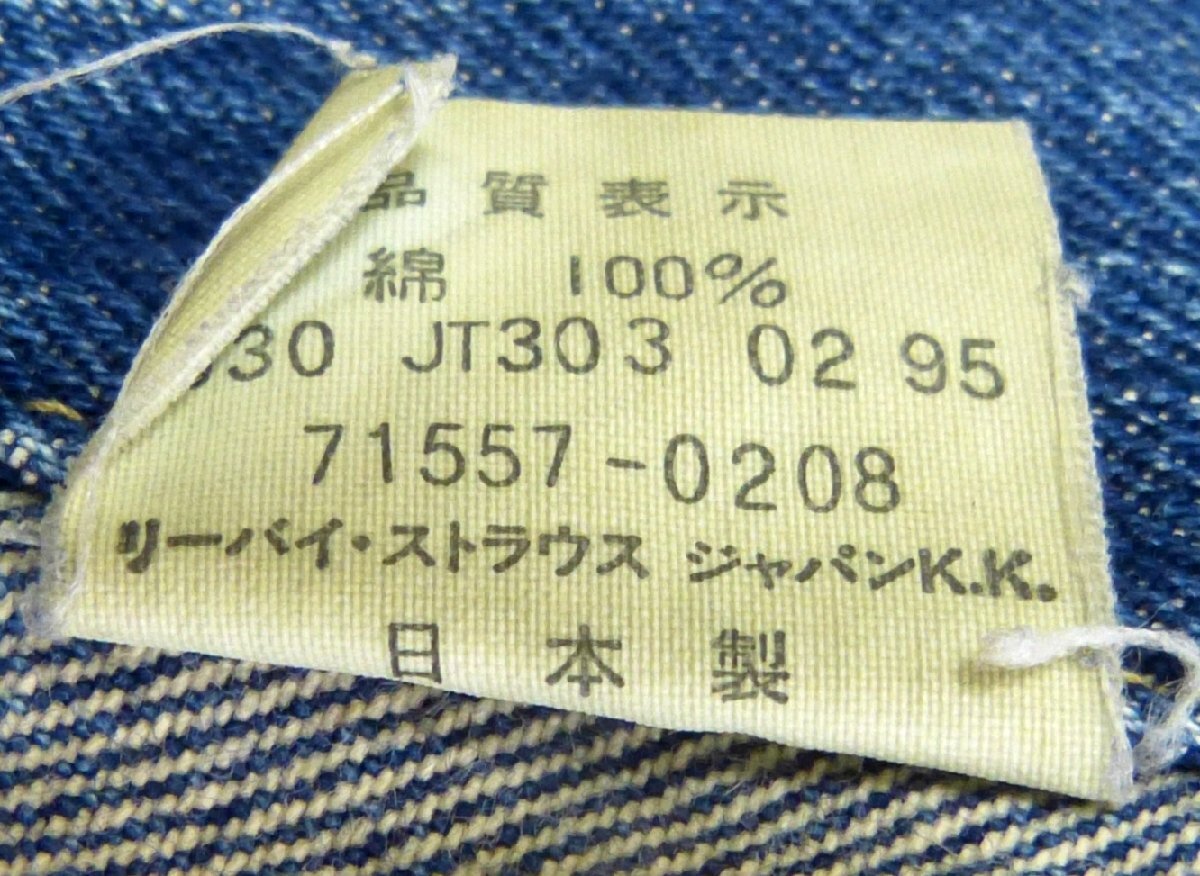 品質表示
綿 100%
30 JT303 02 95
71557-0208
リーバイ・ストラウス ジャパンK.K.
日本製